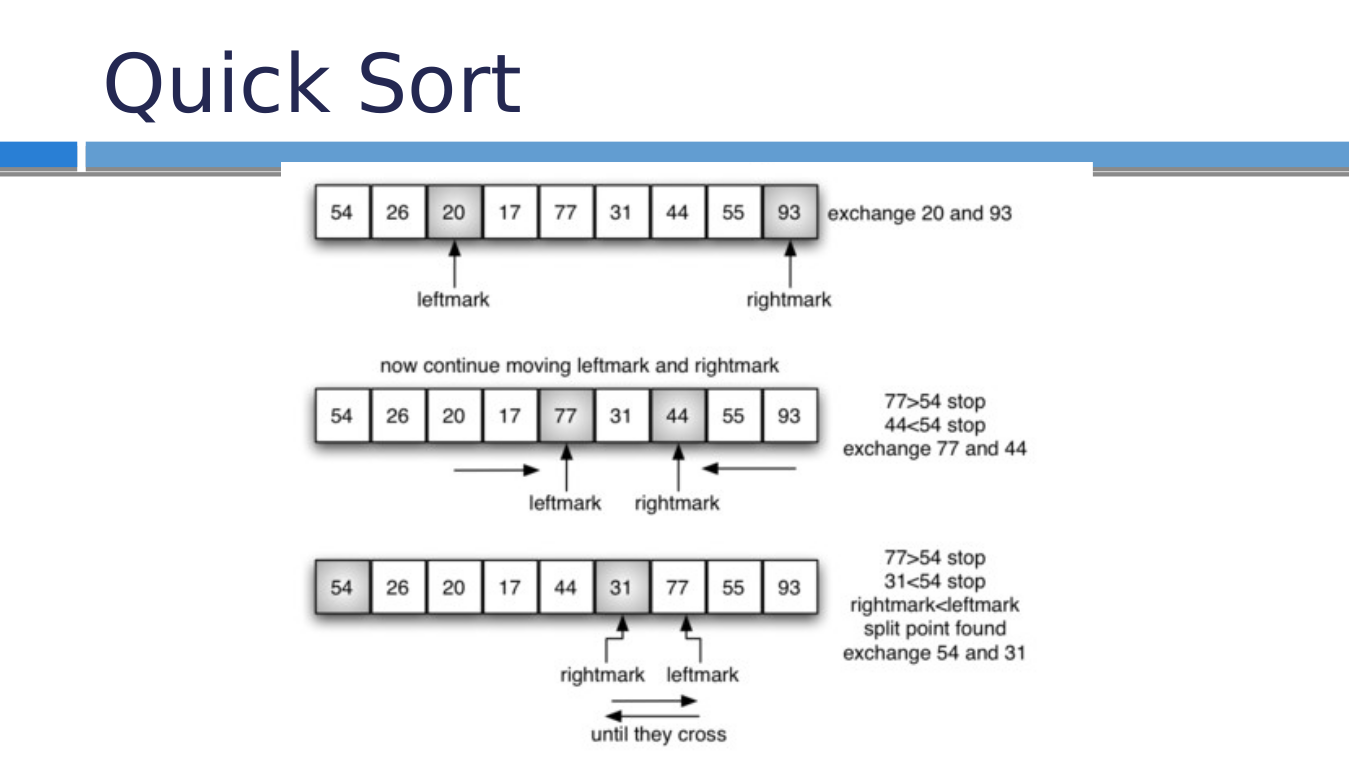 Quick Sort
54 26 20 17 77 31 44 55 93 exchange 20 and 93
leftmark rightmark
now continue moving leftmark and rightmark
54 26 20 17 77 31 44 55 93
77>54 stop
44<54 stop
exchange 77 and 44
leftmark rightmark
54 26 20 17 44 31 77 55 93
77>54 stop
31<54 stop
rightmark<leftmark
split point found
exchange 54 and 31
rightmark leftmark
until they cross